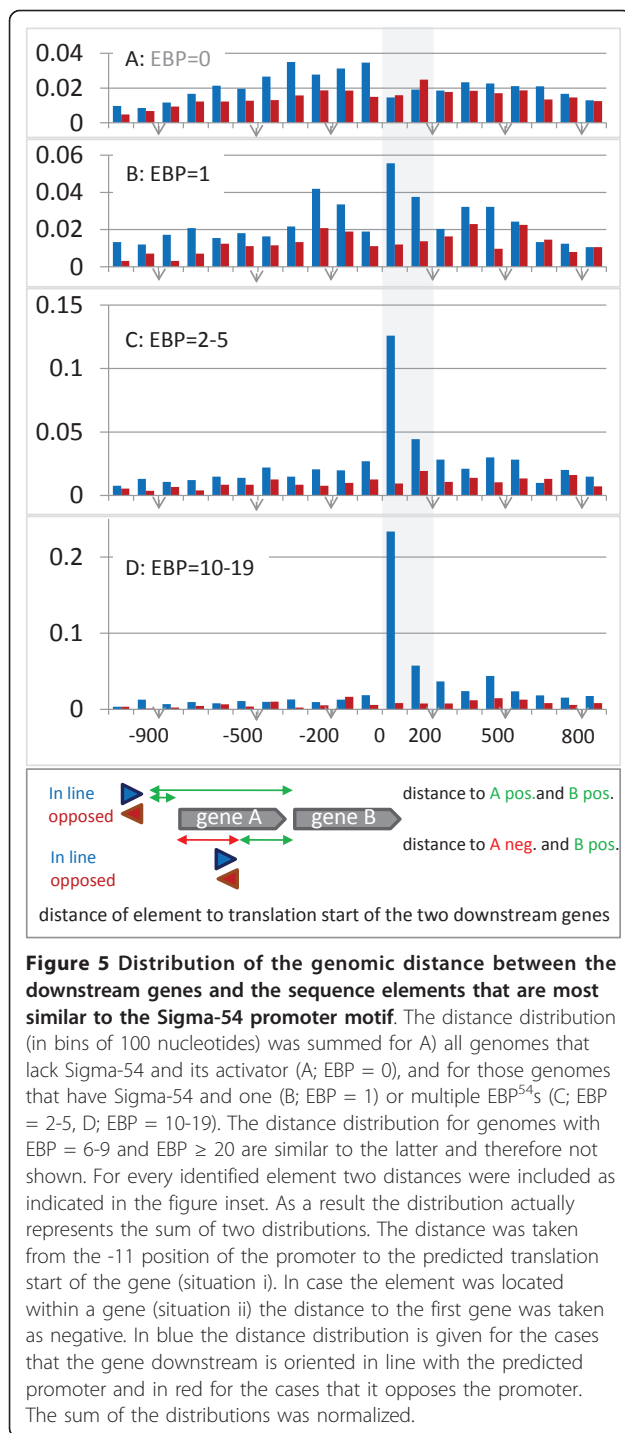 0.04
A: EBP=0
0.02
0
0.06
B: EBP=1
0.04
0.02
0
0.15
C: EBP=2-5
0.1
0.05
0
0.2
D: EBP=10-19
0.1
0
-900 -500 -200 0 200 500 800
In line
opposed
gene A gene B
distance to A pos.and B pos.
distance to A neg. and B pos.
In line
opposed
distance of element to translation start of the two downstream genes
Figure 5 Distribution of the genomic distance between the
downstream genes and the sequence elements that are most
similar to the Sigma-54 promoter motif. The distance distribution
(in bins of 100 nucleotides) was summed for A) all genomes that
lack Sigma-54 and its activator (A; EBP = 0), and for those genomes
that have Sigma-54 and one (B; EBP = 1) or multiple EBP⁵⁴s (C; EBP
= 2-5, D; EBP = 10-19). The distance distribution for genomes with
EBP = 6-9 and EBP ≥ 20 are similar to the latter and therefore not
shown. For every identified element two distances were included as
indicated in the figure inset. As a result the distribution actually
represents the sum of two distributions. The distance was taken
from the -11 position of the promoter to the predicted translation
start of the gene (situation i). In case the element was located
within a gene (situation ii) the distance to the first gene was taken
as negative. In blue the distance distribution is given for the cases
that the gene downstream is oriented in line with the predicted
promoter and in red for the cases that it opposes the promoter.
The sum of the distributions was normalized.